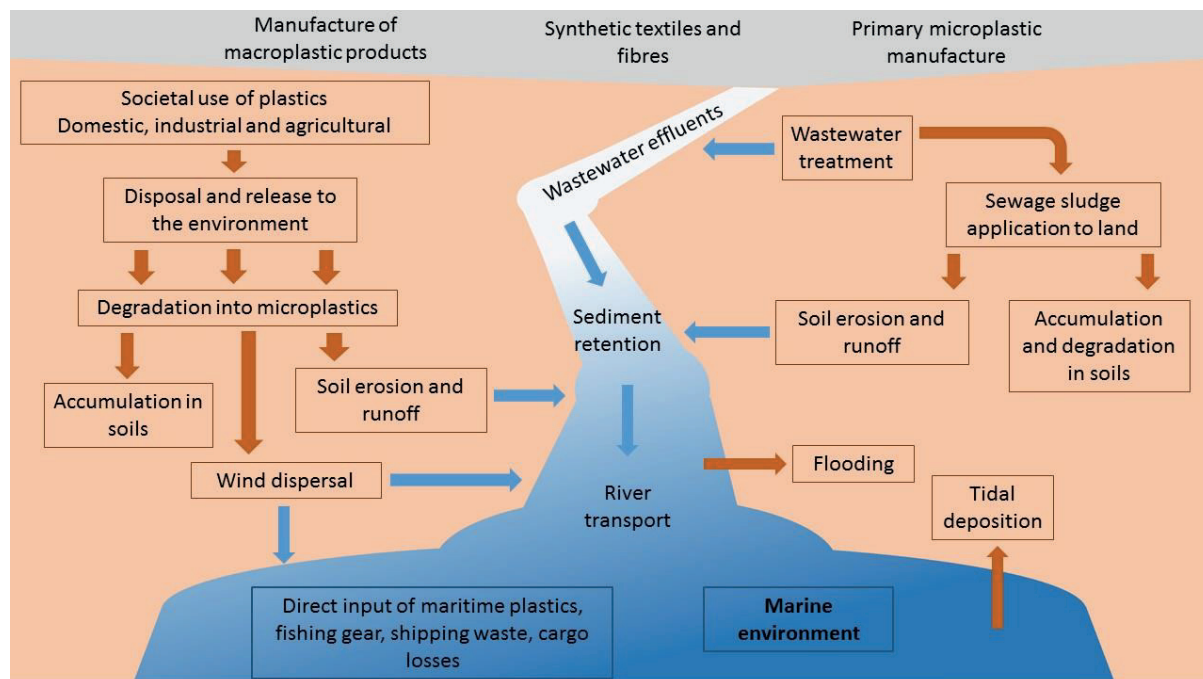 Manufacture of
macroplastic products
Synthetic textiles and
fibres
Primary microplastic
manufacture
Societal use of plastics
Domestic, industrial and agricultural
Disposal and release to
the environment
Degradation into microplastics
Accumulation in
soils
Soil erosion and
runoff
Wind dispersal
Wastewater effluents
Sediment
retention
River
transport
Wastewater
treatment
Sewage sludge
application to land
Soil erosion and
runoff
Accumulation
and degradation
in soils
Flooding
Tidal
deposition
Direct input of maritime plastics,
fishing gear, shipping waste, cargo
losses
Marine
environment